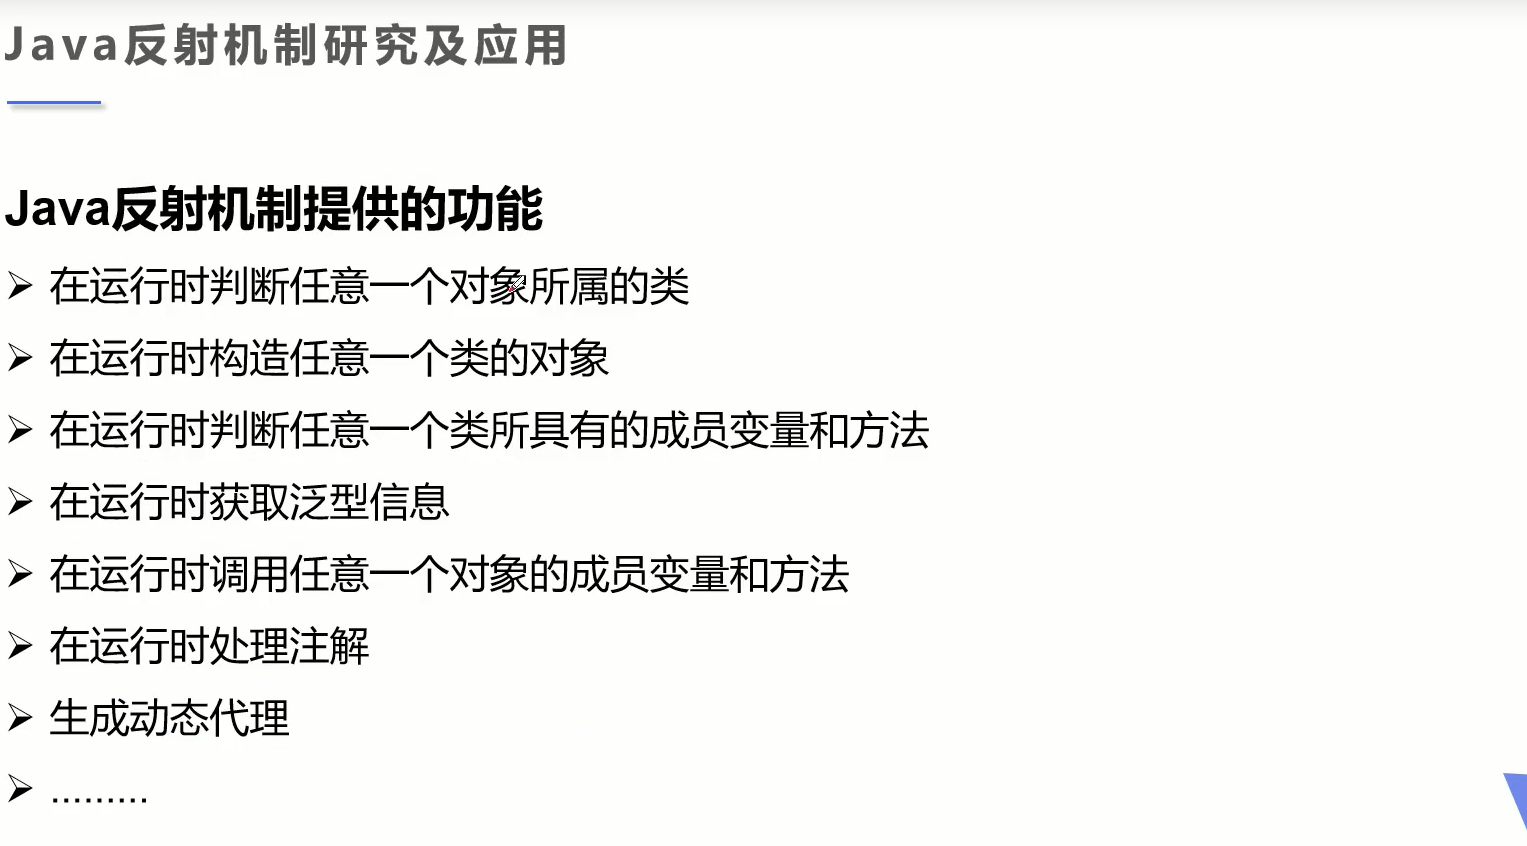 Java反射机制研究及应用
Java反射机制提供的功能
➢ 在运行时判断任意一个对象所属的类
➢ 在运行时构造任意一个类的对象
➢ 在运行时判断任意一个类所具有的成员变量和方法
➢ 在运行时获取泛型信息
➢ 在运行时调用任意一个对象的成员变量和方法
➢ 在运行时处理注解
➢ 生成动态代理
➢ .........